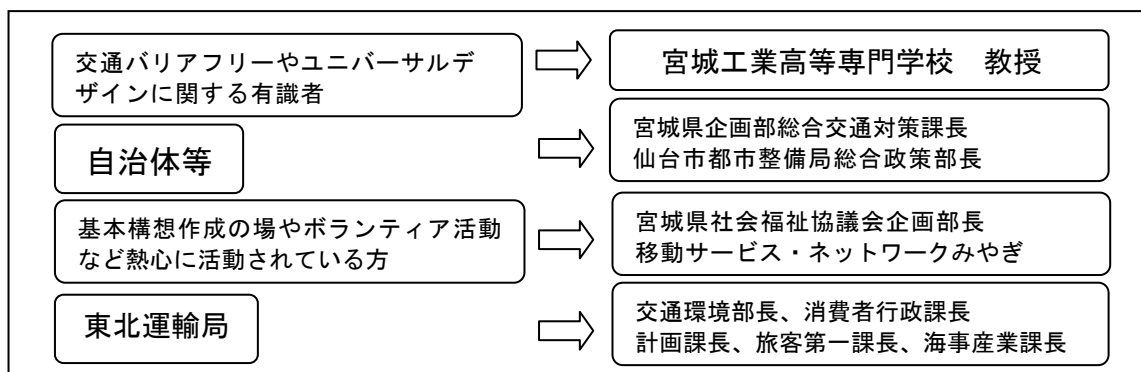 交通バリアフリーやユニバーサルデ
ザインに関する有識者
宮城工業高等専門学校　教授
自治体等
宮城県企画部総合交通対策課長
仙台市都市整備局総合政策部長
基本構想作成の場やボランティア活動
など熱心に活動されている方
宮城県社会福祉協議会企画部長
移動サービス・ネットワークみやぎ
東北運輸局
交通環境部長、消費者行政課長
計画課長、旅客第一課長、海事産業課長